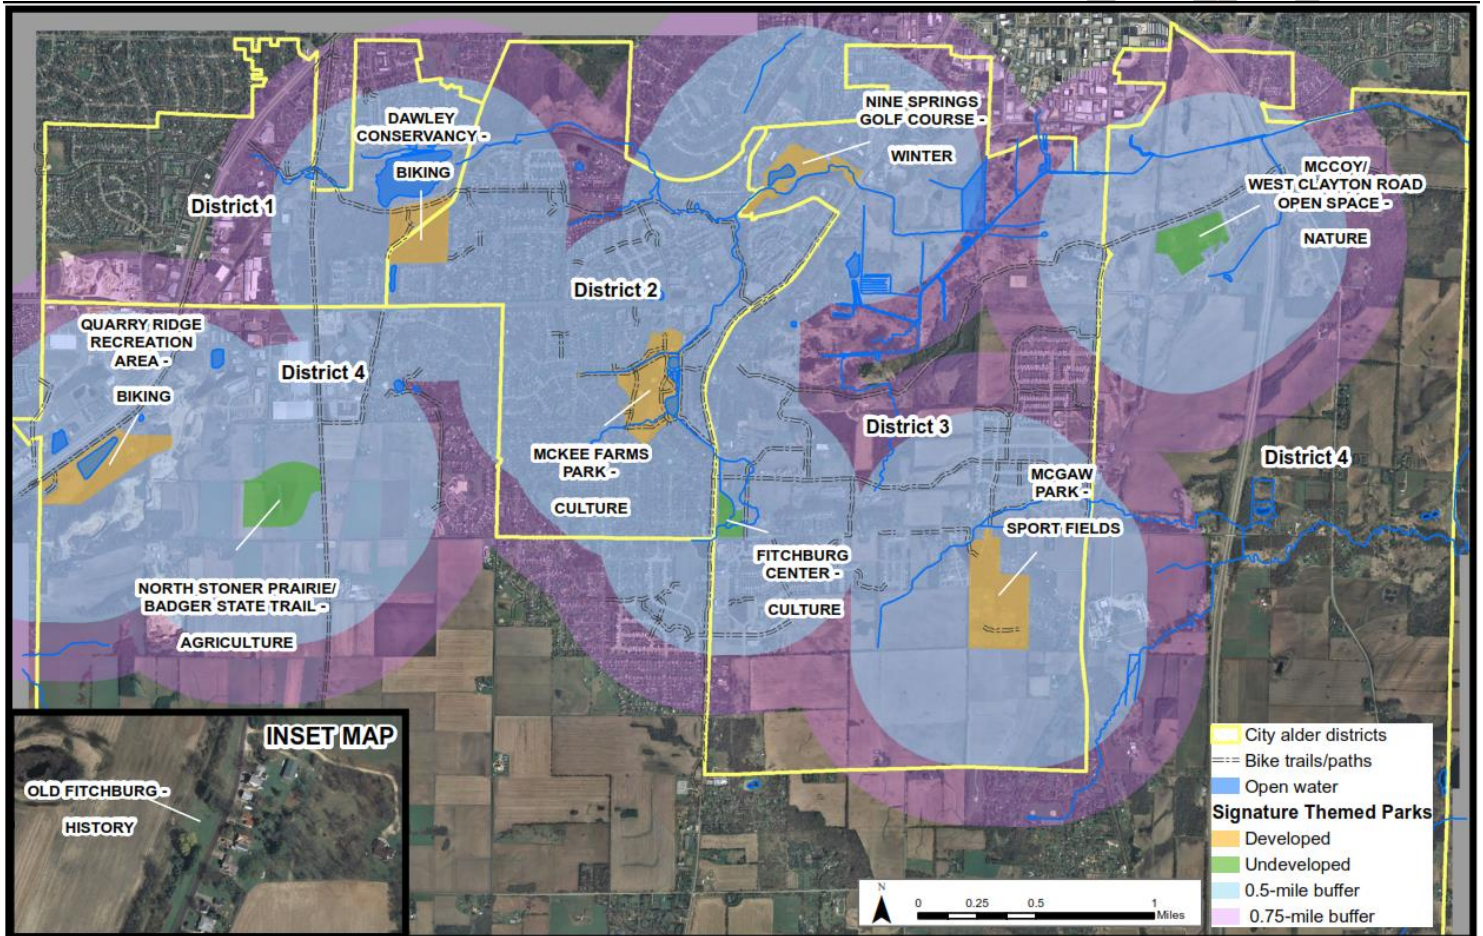 DAWLEY
CONSERVANCY -
BIKING
NINE SPRINGS
GOLF COURSE -
WINTER
MCCOY/
WEST CLAYTON ROAD
OPEN SPACE -
NATURE
District 1
District 2
QUARRY RIDGE
RECREATION
AREA -
BIKING
District 4
District 3
MCKEE FARMS
PARK -
CULTURE
MCGAW
PARK -
SPORT FIELDS
District 4
FITCHBURG
CENTER -
CULTURE
NORTH STONER PRAIRIE/
BADGER STATE TRAIL -
AGRICULTURE
INSET MAP
OLD FITCHBURG -
HISTORY
City alder districts
Bike trails/paths
Open water
Signature Themed Parks
Developed
Undeveloped
0.5-mile buffer
0.75-mile buffer
N
0 0.25 0.5 1
Miles